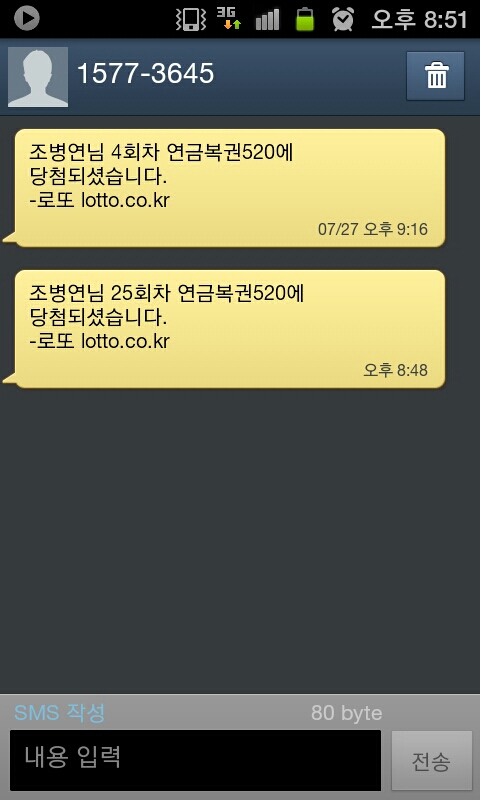 3G
오후 8:51
1577-3645
조병연님 4회차 연금복권520에
당첨되셨습니다.
-로또 lotto.co.kr
07/27 오후 9:16
조병연님 25회차 연금복권520에
당첨되셨습니다.
-로또 lotto.co.kr
오후 8:48
SMS 작성
80 byte
내용 입력
전송